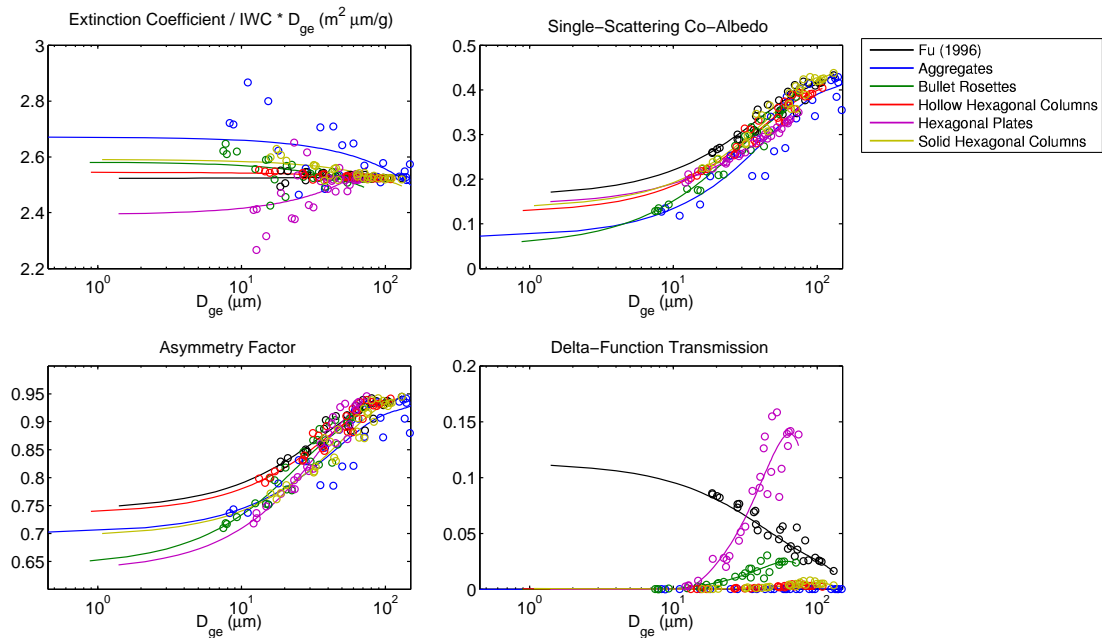 Extinction Coefficient / IWC * D_ge (m² μm/g)
3
2.8
2.6
2.4
2.2
10⁰ 10¹ 10²
D_ge (μm)
Single−Scattering Co−Albedo
0.5
0.4
0.3
0.2
0.1
0
10⁰ 10¹ 10²
D_ge (μm)
Fu (1996)
Aggregates
Bullet Rosettes
Hollow Hexagonal Columns
Hexagonal Plates
Solid Hexagonal Columns
Asymmetry Factor
0.95
0.9
0.85
0.8
0.75
0.7
0.65
10⁰ 10¹ 10²
D_ge (μm)
Delta−Function Transmission
0.2
0.15
0.1
0.05
0
10⁰ 10¹ 10²
D_ge (μm)